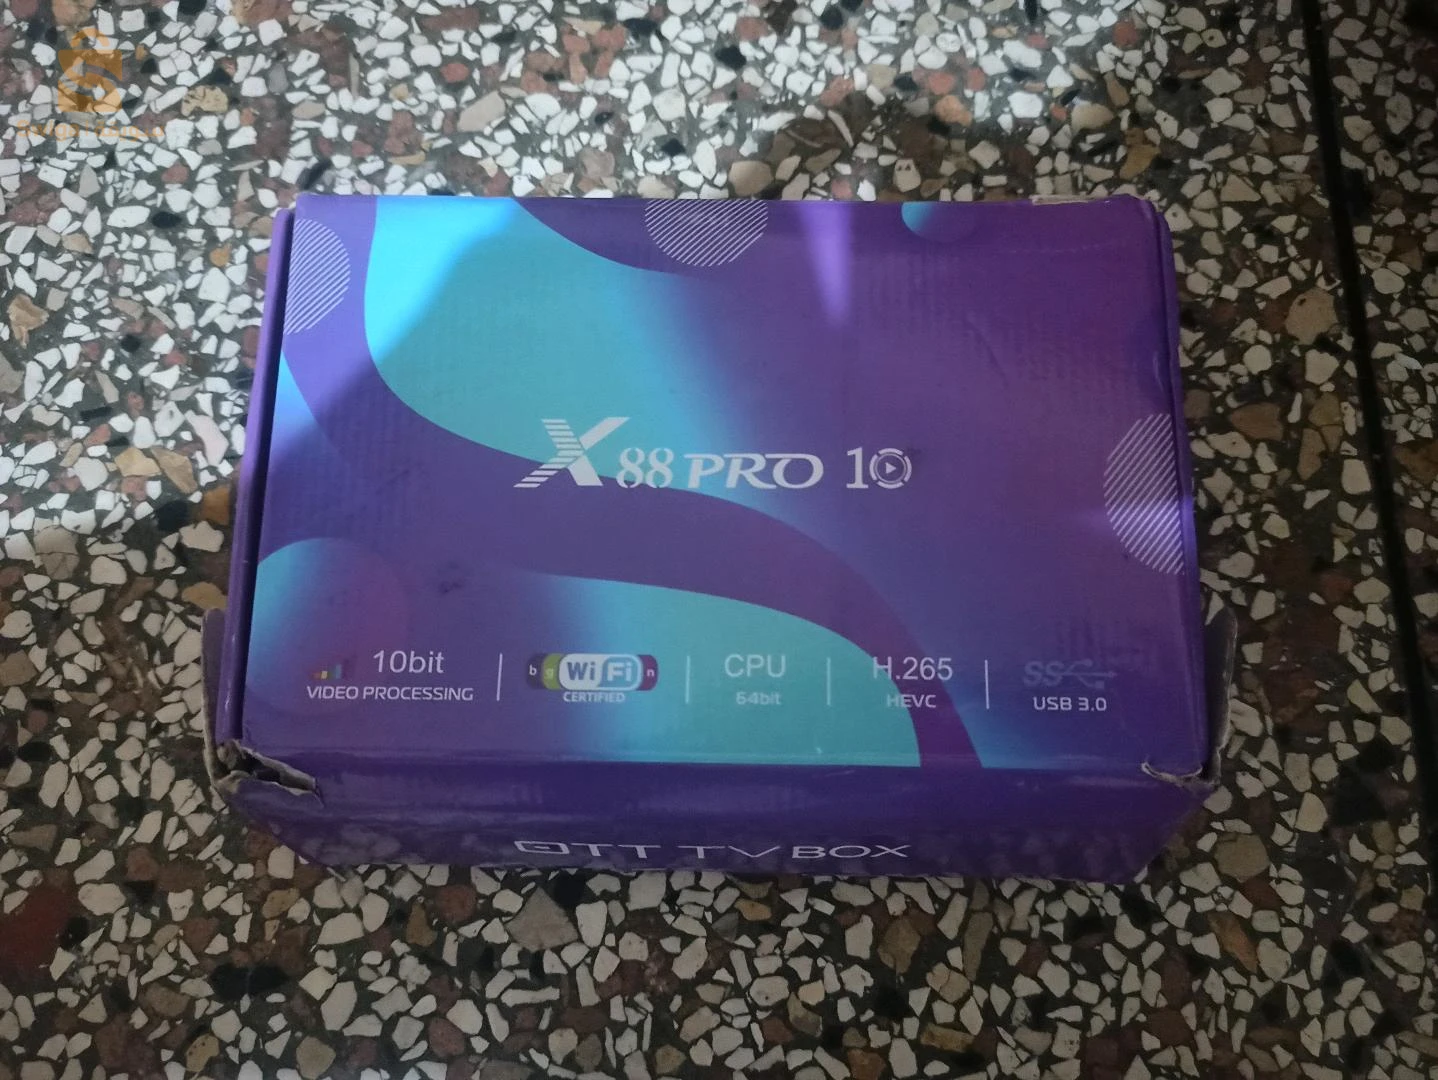 X88 PRO 10
10bit
VIDEO PROCESSING
b g WiFi n
CERTIFIED
CPU
64bit
H.265
HEVC
SS
USB 3.0
OTT TV BOX